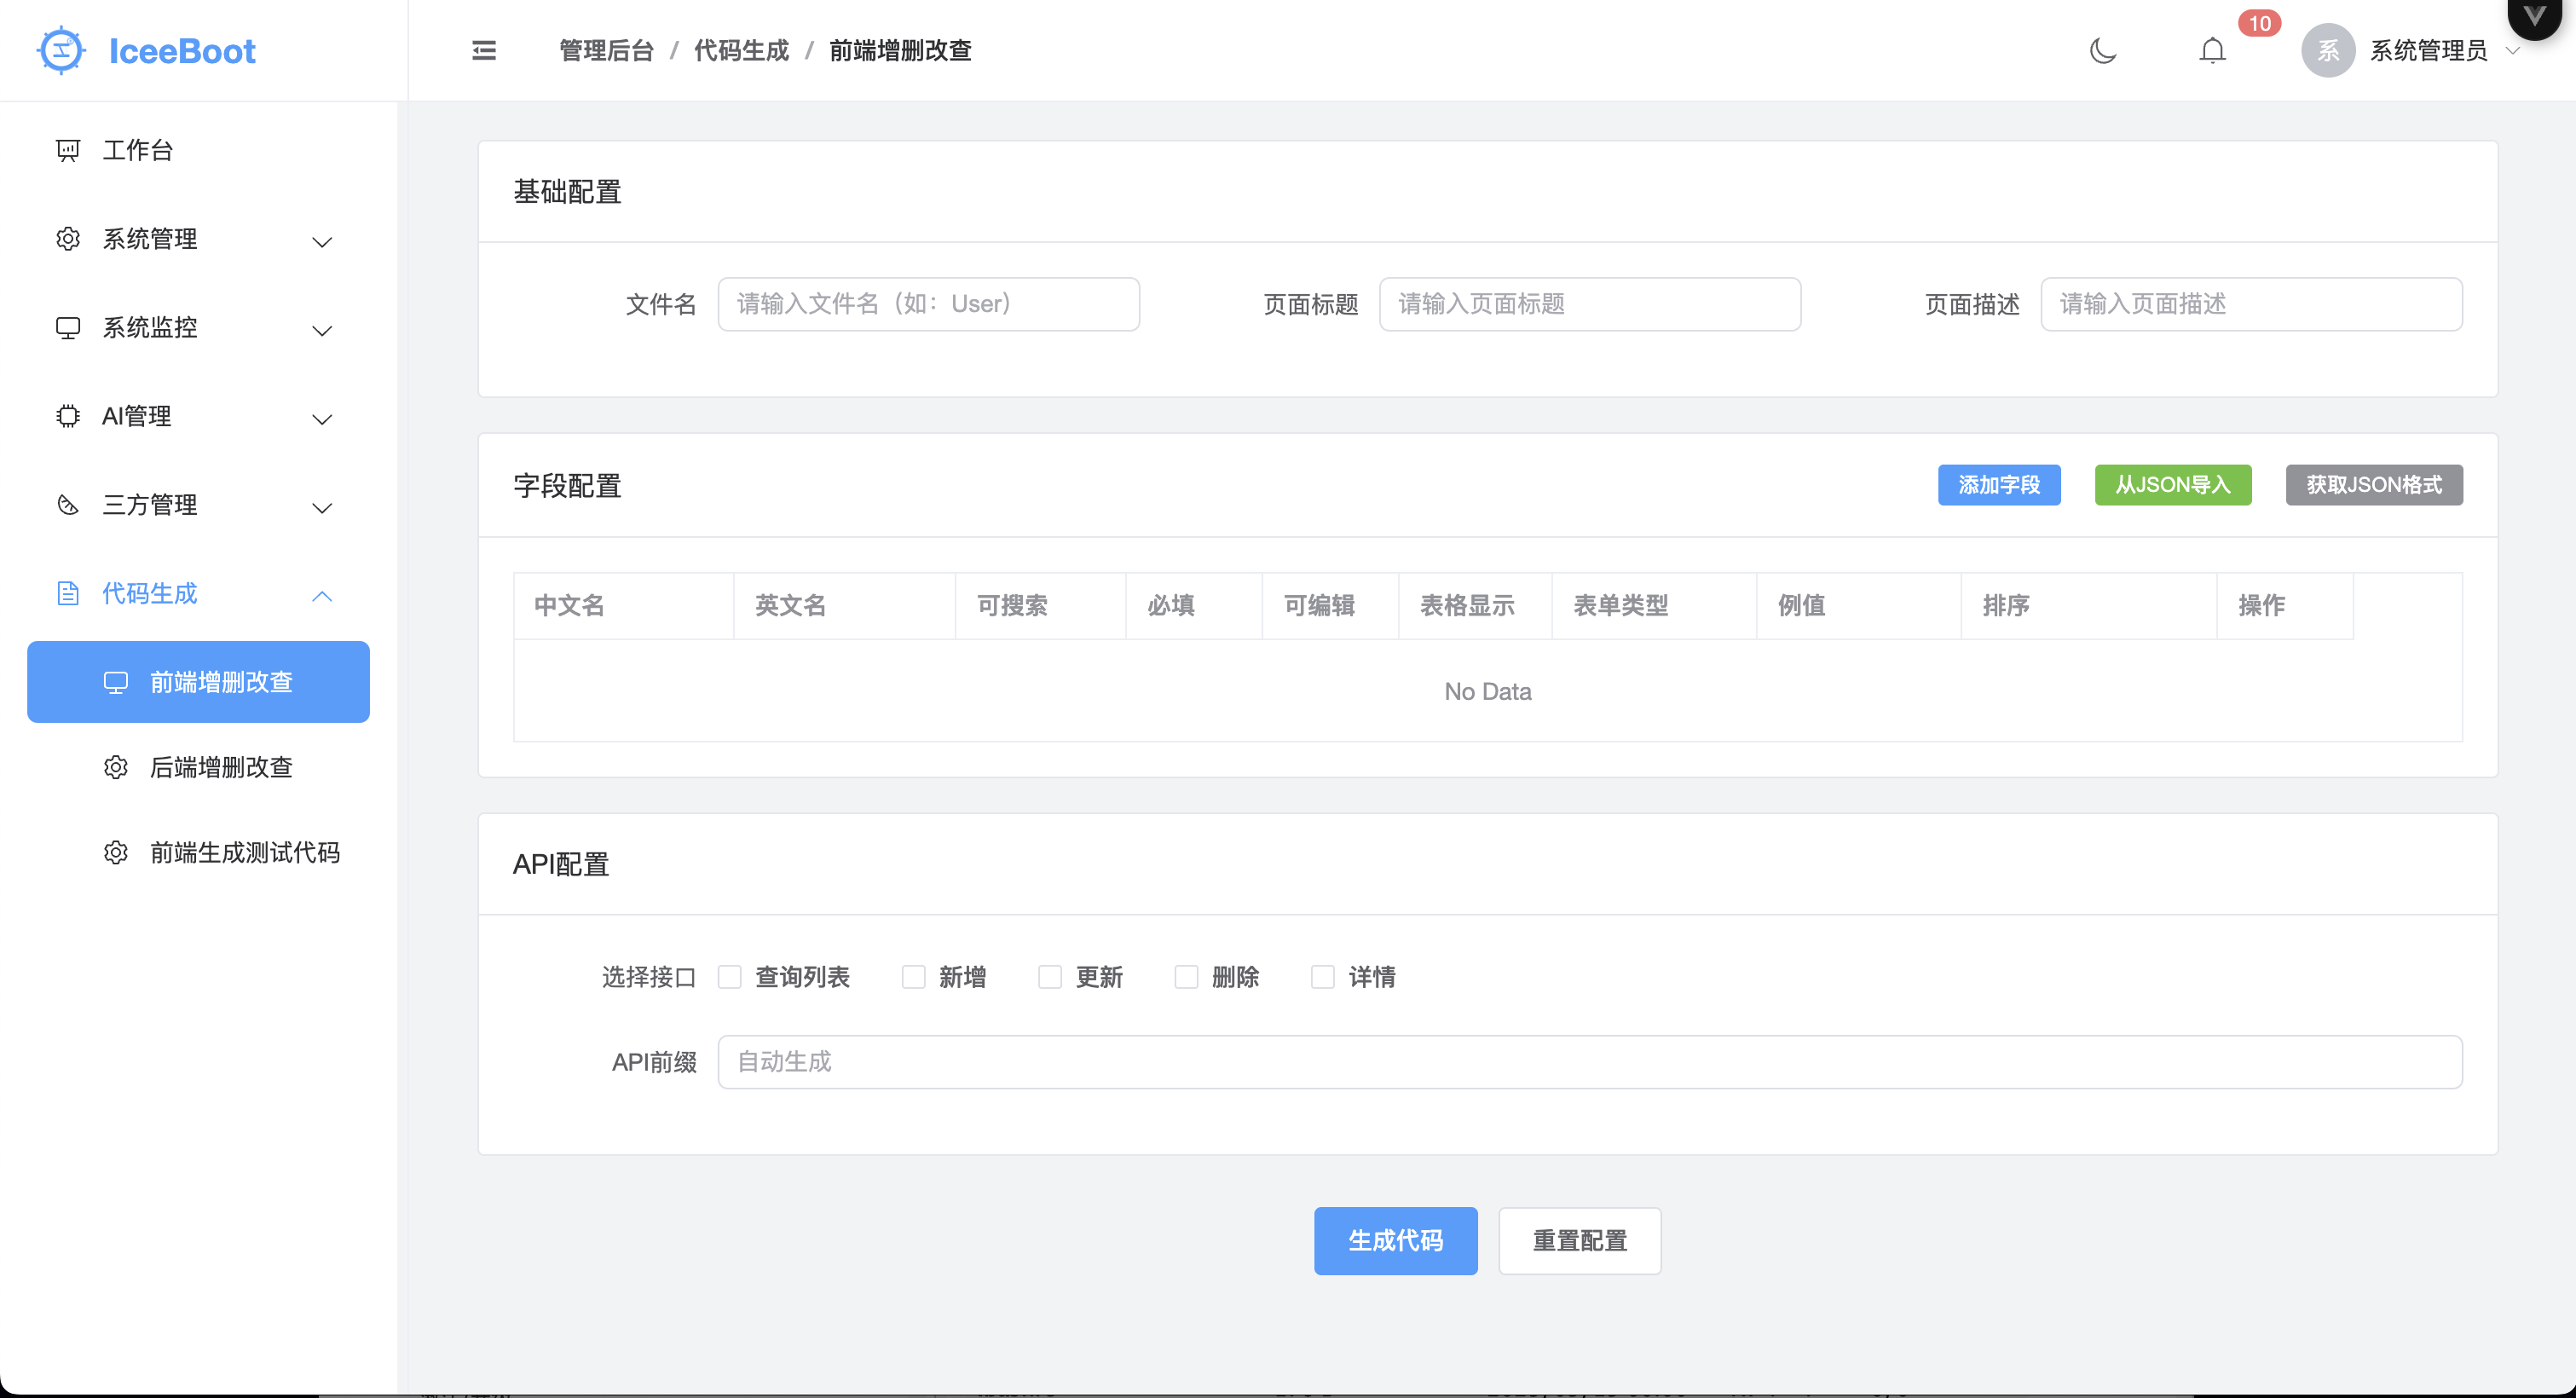 IceeBoot
管理后台 / 代码生成 / 前端增删改查
10
系 系统管理员
工作台
系统管理
系统监控
AI管理
三方管理
代码生成
前端增删改查
后端增删改查
前端生成测试代码
基础配置
文件名 请输入文件名（如：User） 页面标题 请输入页面标题 页面描述 请输入页面描述
字段配置 添加字段 从JSON导入 获取JSON格式
中文名 英文名 可搜索 必填 可编辑 表格显示 表单类型 例值 排序 操作
No Data
API配置
选择接口 查询列表 新增 更新 删除 详情
API前缀 自动生成
生成代码 重置配置